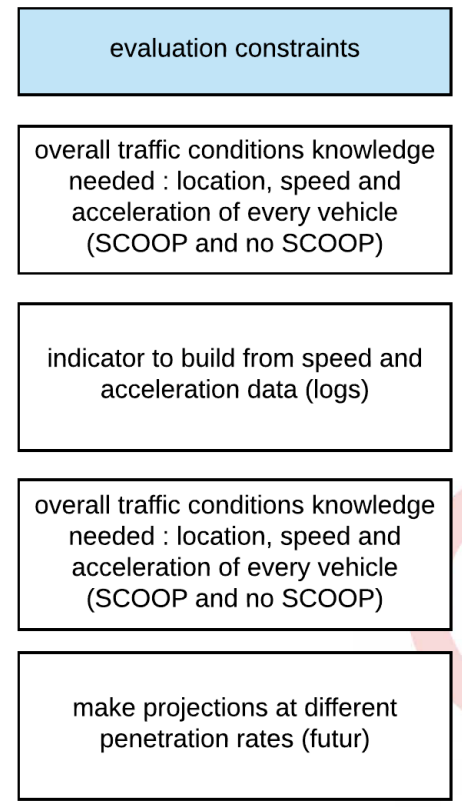 evaluation constraints
overall traffic conditions knowledge
needed : location, speed and
acceleration of every vehicle
(SCOOP and no SCOOP)
indicator to build from speed and
acceleration data (logs)
overall traffic conditions knowledge
needed : location, speed and
acceleration of every vehicle
(SCOOP and no SCOOP)
make projections at different
penetration rates (futur)